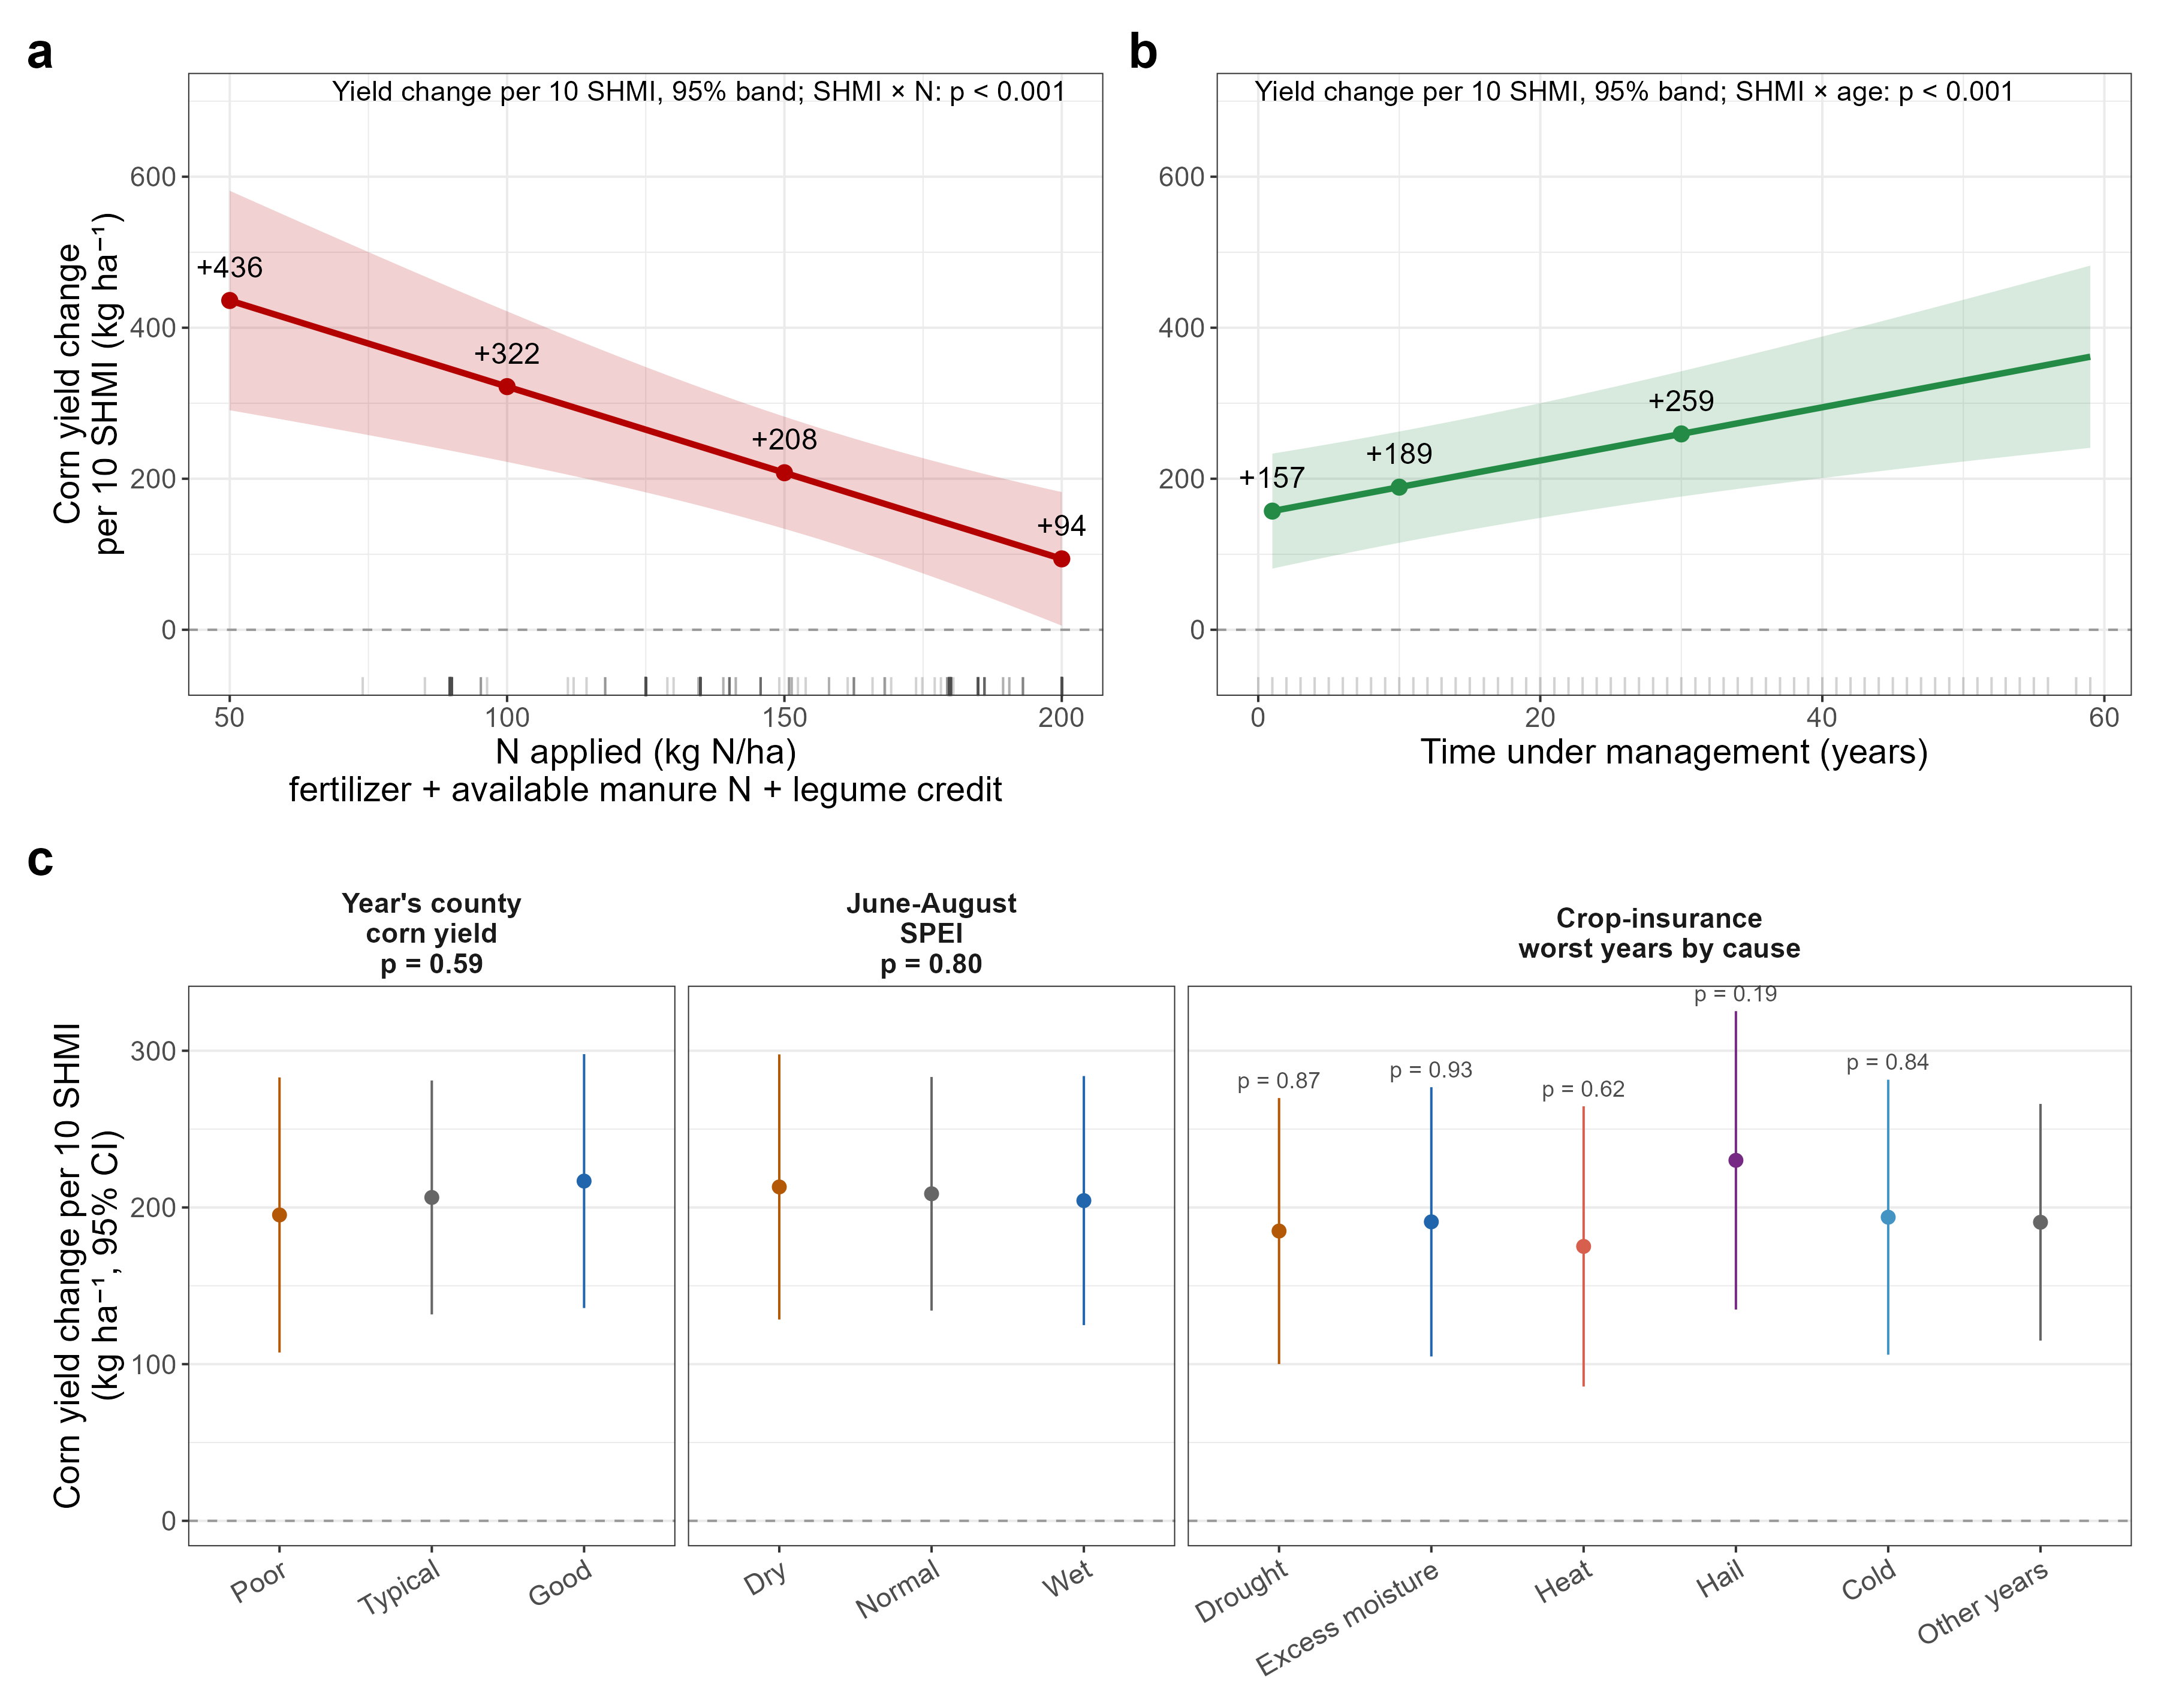 a
Yield change per 10 SHMI, 95% band; SHMI × N: p < 0.001
Corn yield change
per 10 SHMI (kg ha⁻¹)
600
400
200
0
+436
+322
+208
+94
50
100
150
200
N applied (kg N/ha)
fertilizer + available manure N + legume credit
b
Yield change per 10 SHMI, 95% band; SHMI × age: p < 0.001
600
400
200
0
+157
+189
+259
0
20
40
60
Time under management (years)
c
Corn yield change per 10 SHMI
(kg ha⁻¹, 95% CI)
300
200
100
0
Year's county
corn yield
p = 0.59
Poor
Typical
Good
June-August
SPEI
p = 0.80
Dry
Normal
Wet
Crop-insurance
worst years by cause
p = 0.87
p = 0.93
p = 0.62
p = 0.19
p = 0.84
Drought
Excess moisture
Heat
Hail
Cold
Other years